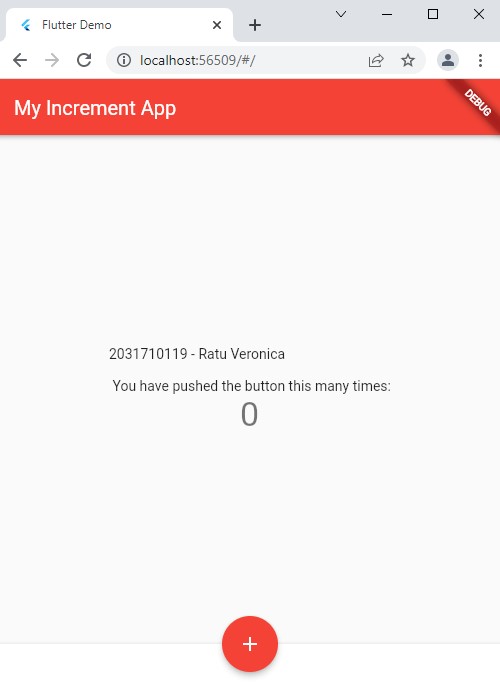 Flutter Demo
localhost:56509/#/
My Increment App
DEBUG
2031710119 - Ratu Veronica
You have pushed the button this many times:
0